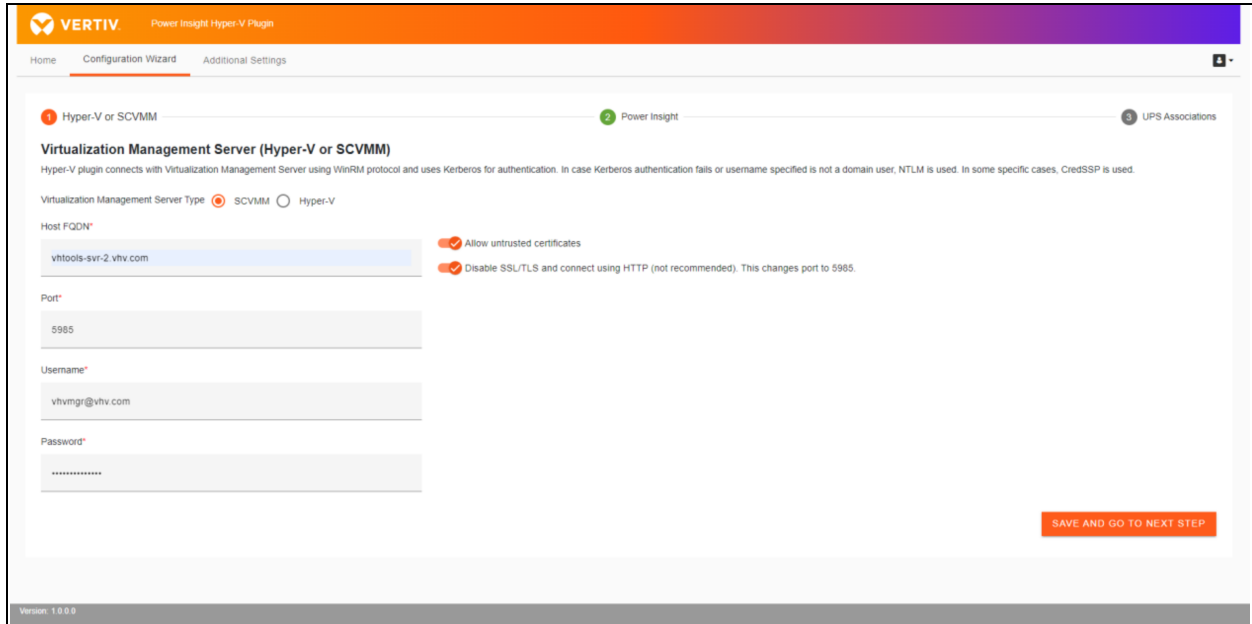 VERTIV. Power Insight Hyper-V Plugin
Home Configuration Wizard Additional Settings
1 Hyper-V or SCVMM 2 Power Insight 3 UPS Associations
Virtualization Management Server (Hyper-V or SCVMM)
Hyper-V plugin connects with Virtualization Management Server using WinRM protocol and uses Kerberos for authentication. In case Kerberos authentication fails or username specified is not a domain user, NTLM is used. In some specific cases, CredSSP is used.
Virtualization Management Server Type SCVMM Hyper-V
Host FQDN*
vhtools-svr-2.vhv.com
Allow untrusted certificates
Disable SSL/TLS and connect using HTTP (not recommended). This changes port to 5985.
Port*
5985
Username*
vhvmgr@vhv.com
Password*
••••••••••••••
SAVE AND GO TO NEXT STEP
Version: 1.0.0.0